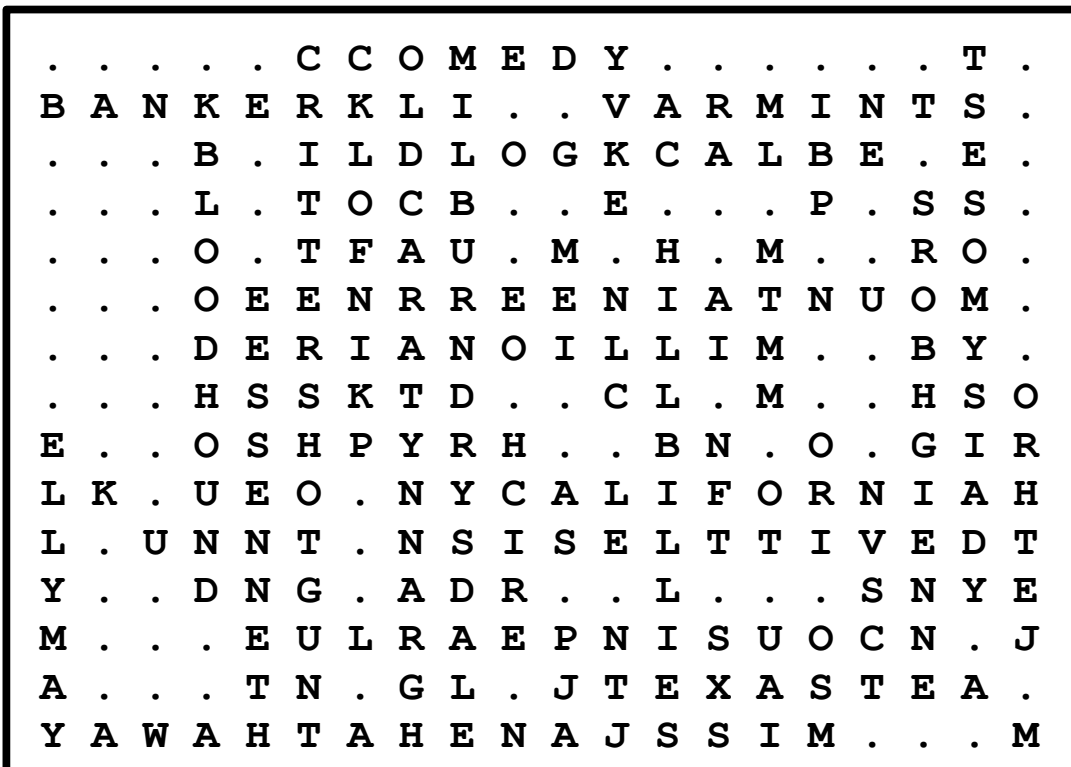 . . . . . C C O M E D Y . . . . . . T .
B A N K E R K L I . . V A R M I N T S .
. . . B . I L D L O G K C A L B E . E .
. . . L . T O C B . . E . . . P . S S .
. . . O . T F A U . M . H . M . . R O .
. . . O E E N R R E E N I A T N U O M .
. . . D E R I A N O I L L I M . . B Y .
. . . H S S K T D . . C L . M . . H S O
E . . O S H P Y R H . . B N . O . G I R
L K . U E O . N Y C A L I F O R N I A H
L . U N N T . N S I S E L T T I V E D T
Y . . D N G . A D R . . L . . . S N Y E
M . . . E U L R A E P N I S U O C N . J
A . . . T N . G L . J T E X A S T E A .
Y A W A H T A H E N A J S S I M . . . M